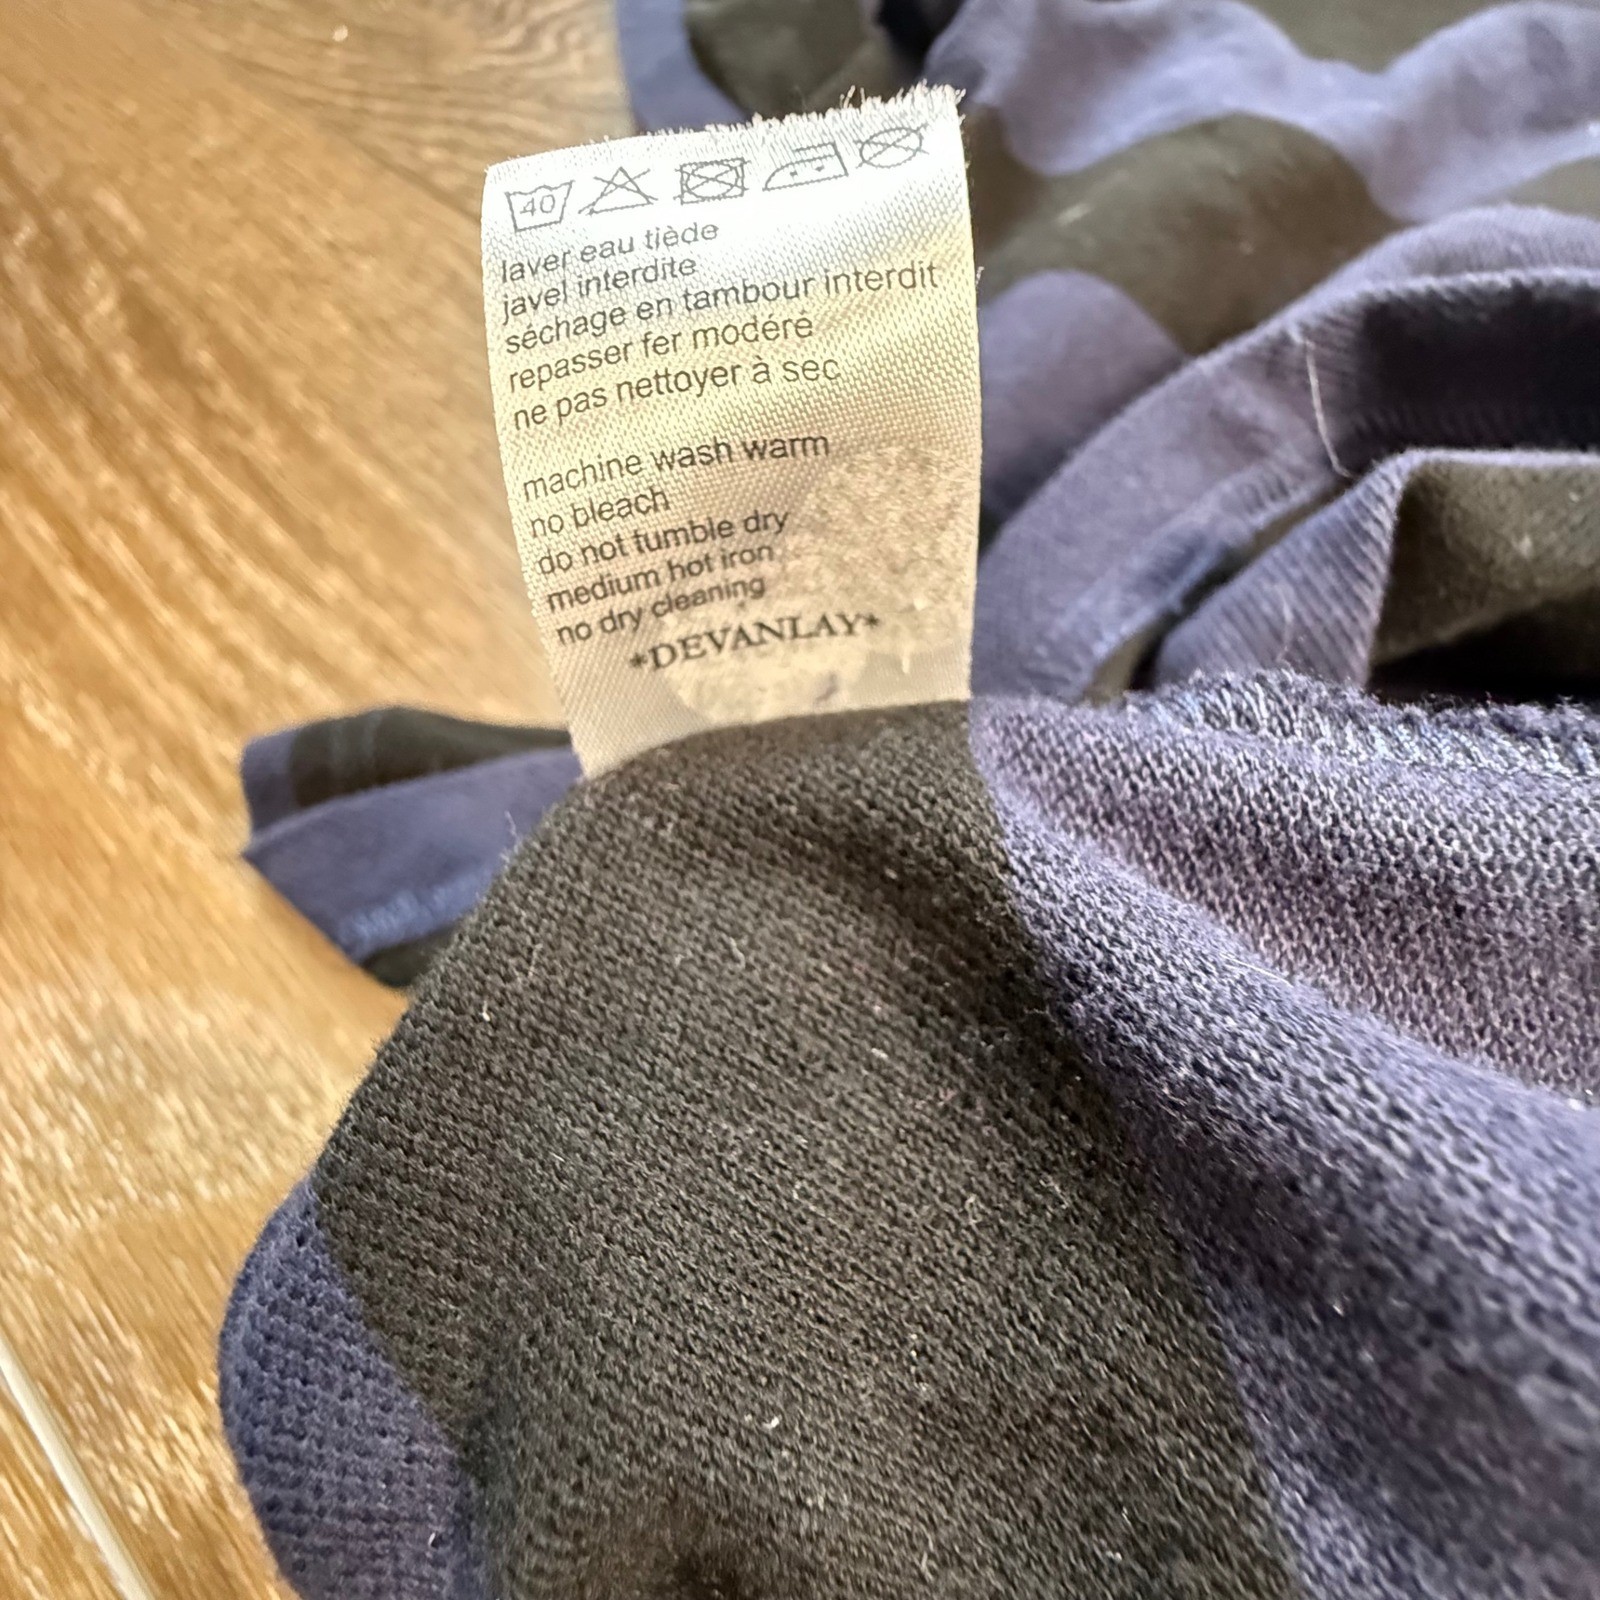 40
laver eau tiède
javel interdite
séchage en tambour interdit
repasser fer modéré
ne pas nettoyer à sec
machine wash warm
no bleach
do not tumble dry
medium hot iron
no dry cleaning
*DEVANLAY*